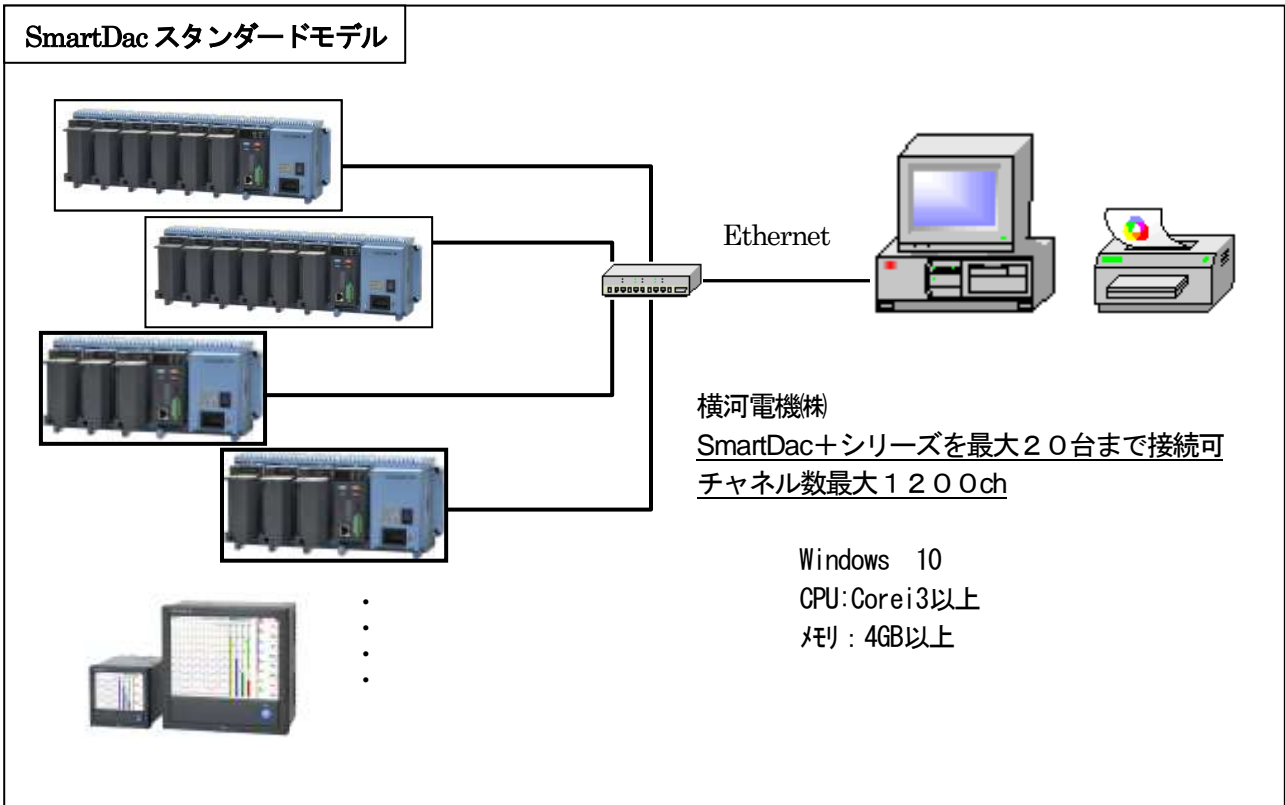 SmartDac スタンダードモデル
Ethernet
横河電機㈱
SmartDac＋シリーズを最大２０台まで接続可
チャネル数最大１２００ch
Windows　10
CPU:Corei3以上
ﾒﾓﾘ：4GB以上